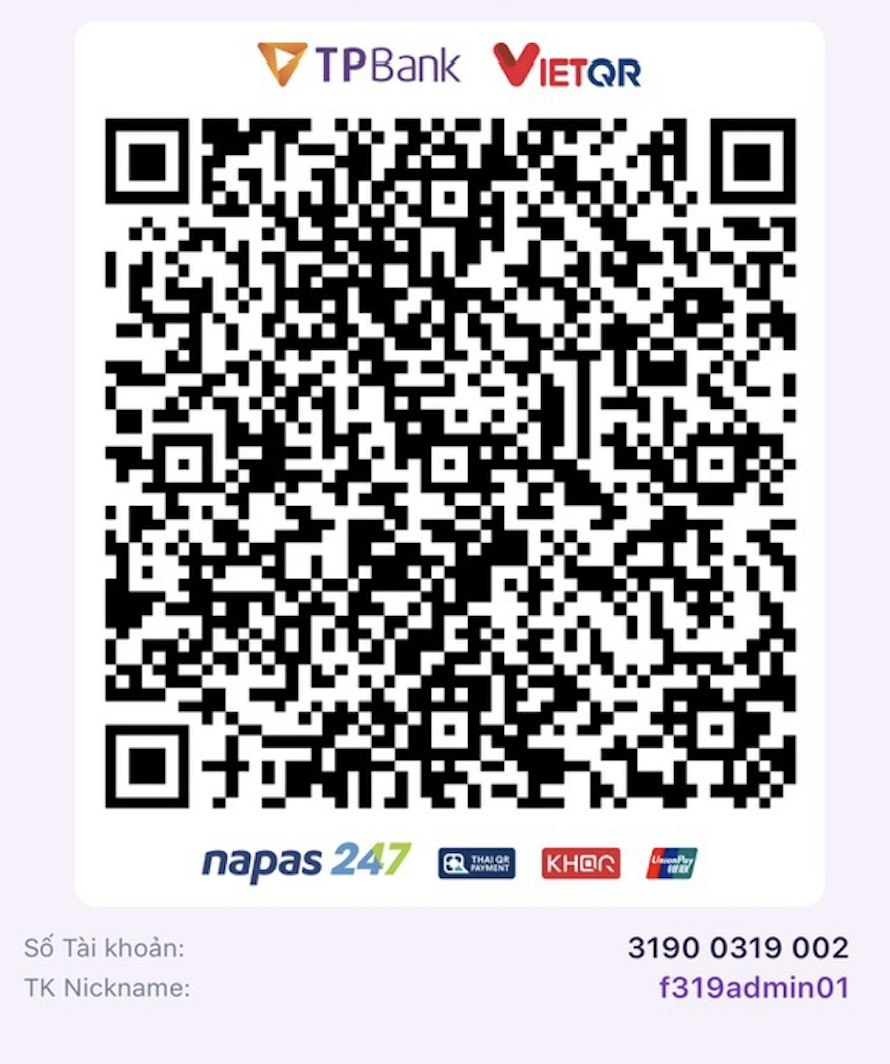 TPBank VIETQR
napas 247 THAI QR PAYMENT KHQR UnionPay 银联
Số Tài khoản: 3190 0319 002
TK Nickname: f319admin01